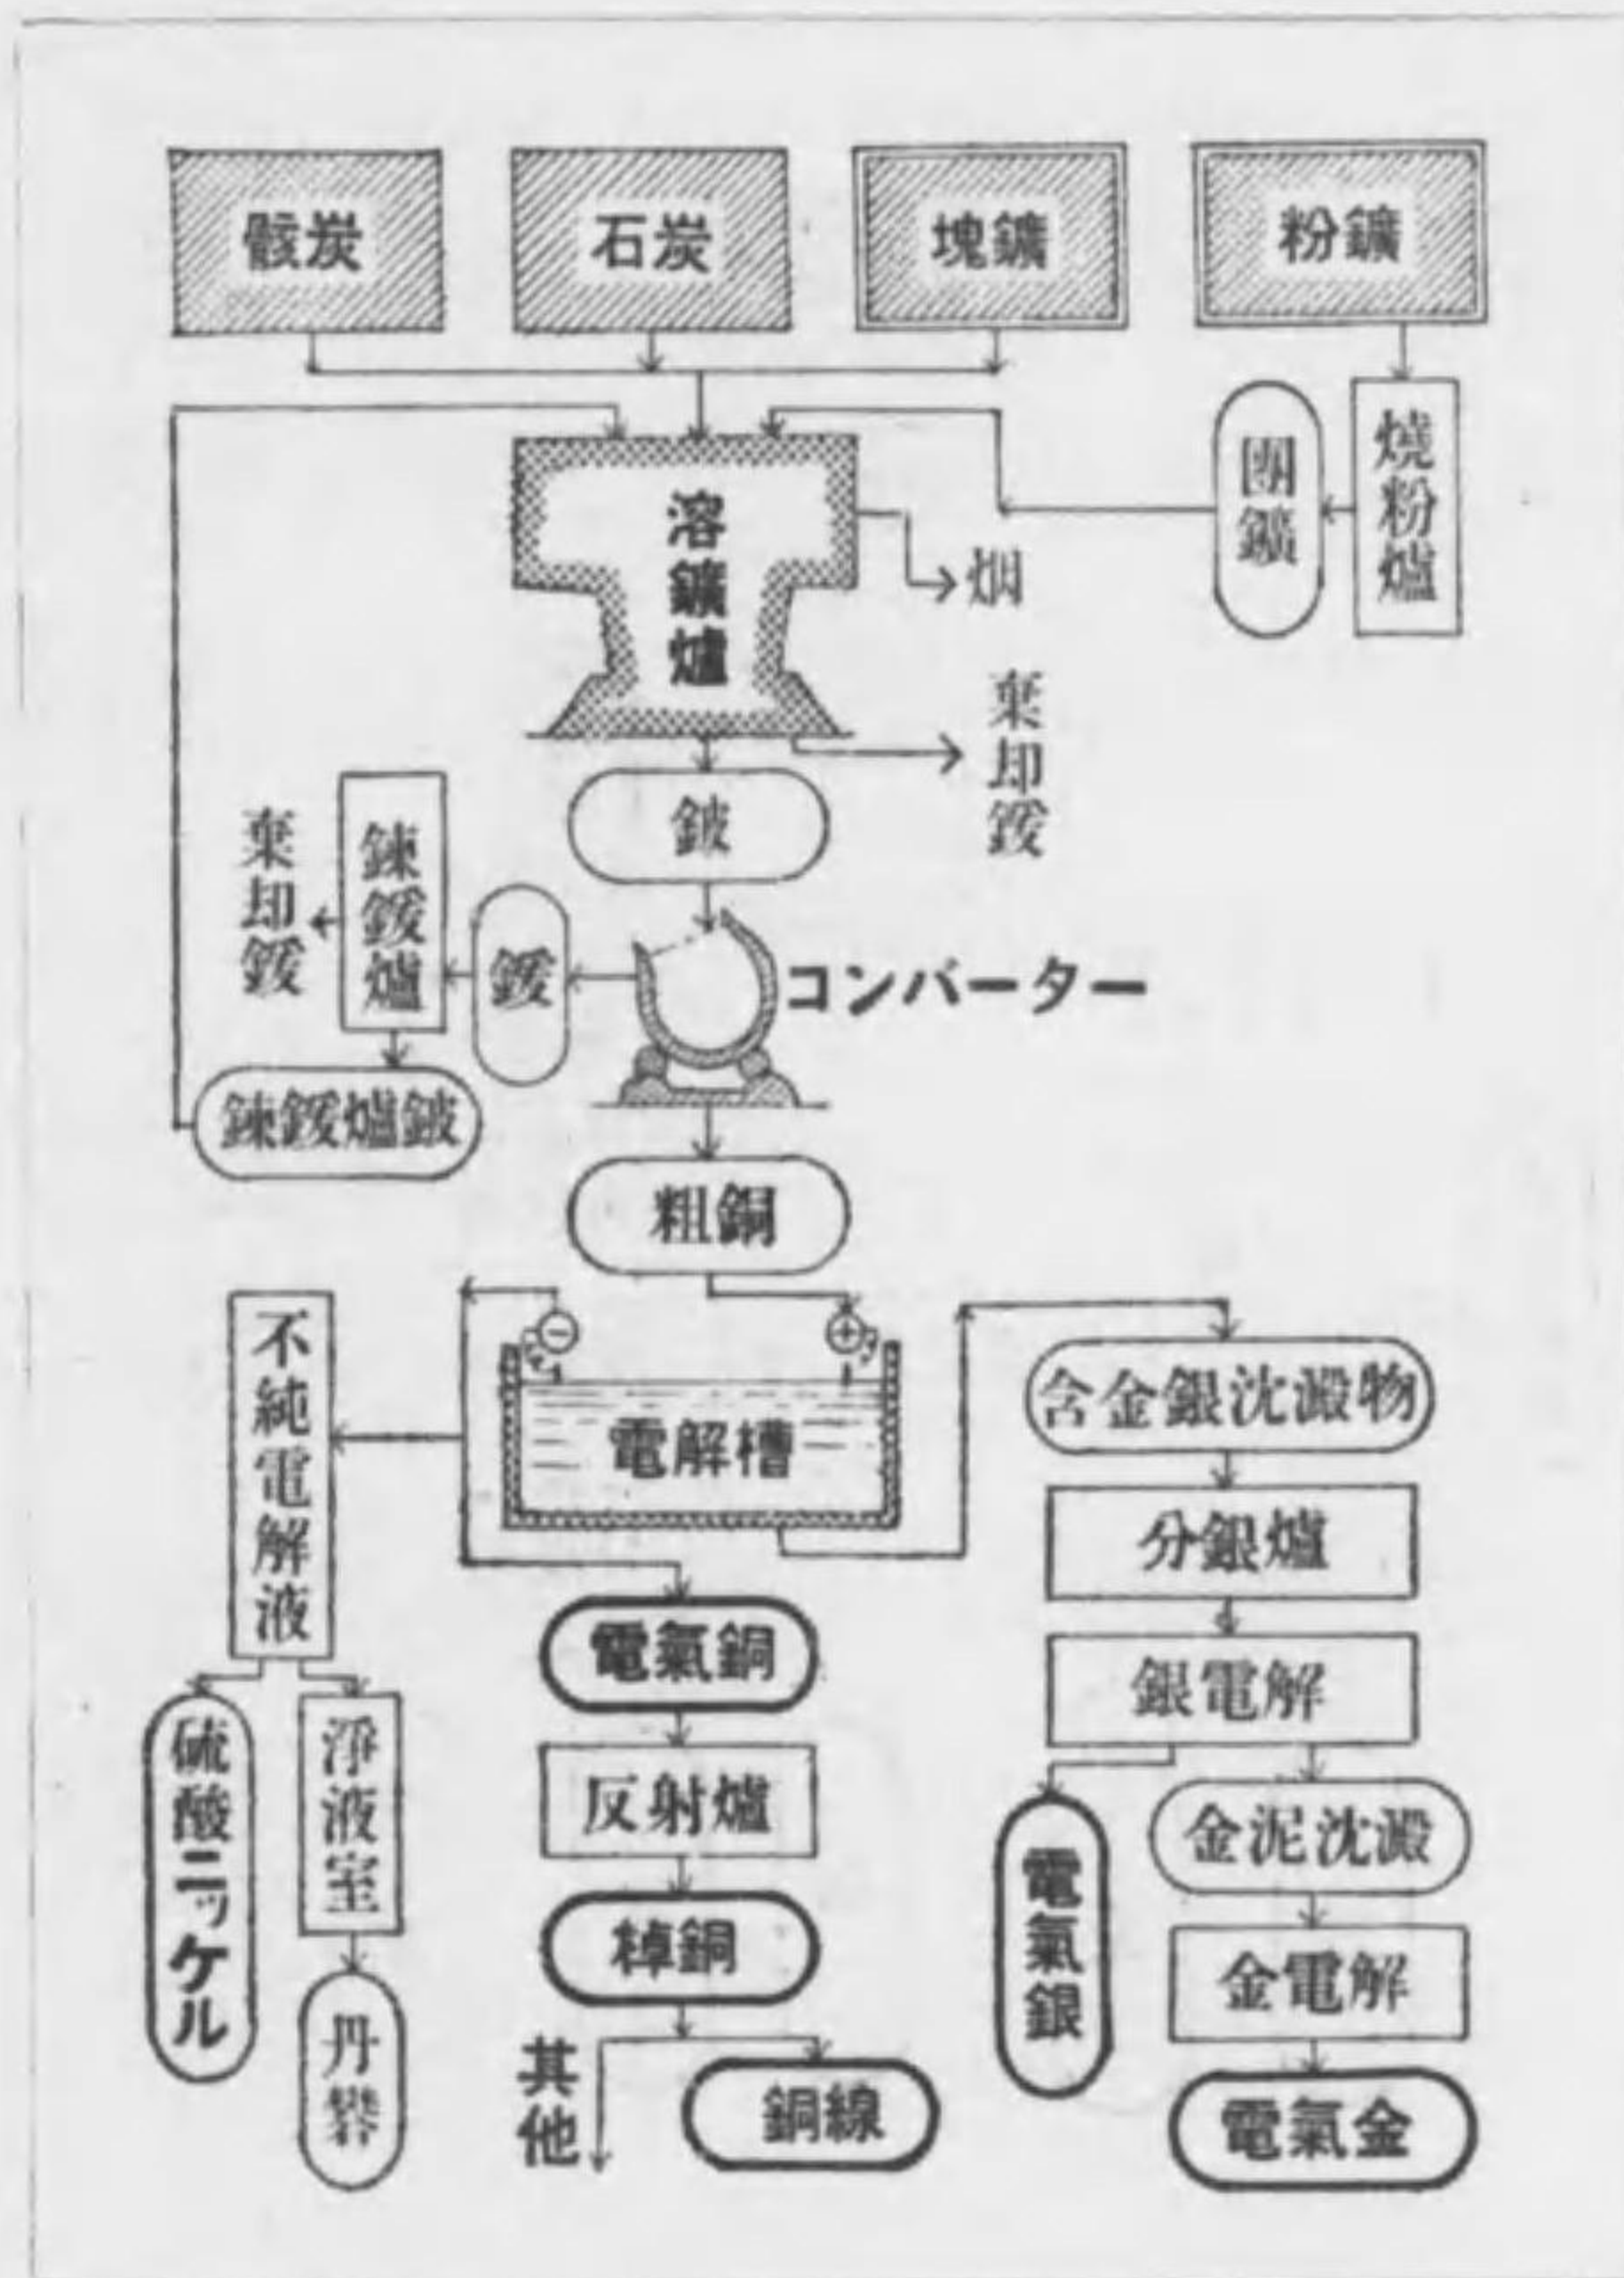 骸炭
石炭
塊鑛
粉鑛
燒粉爐
團鑛
溶鑛爐
烟
棄却鍰
鈹
コンバーター
鍰
鍊鍰爐
棄却鍰
鍊鍰爐鈹
粗銅
−
+
電解槽
不純電解液
硫酸ニッケル
淨液室
丹礬
電氣銅
反射爐
棹銅
其他
銅線
含金銀沈澱物
分銀爐
銀電解
電氣銀
金泥沈澱
金電解
電氣金